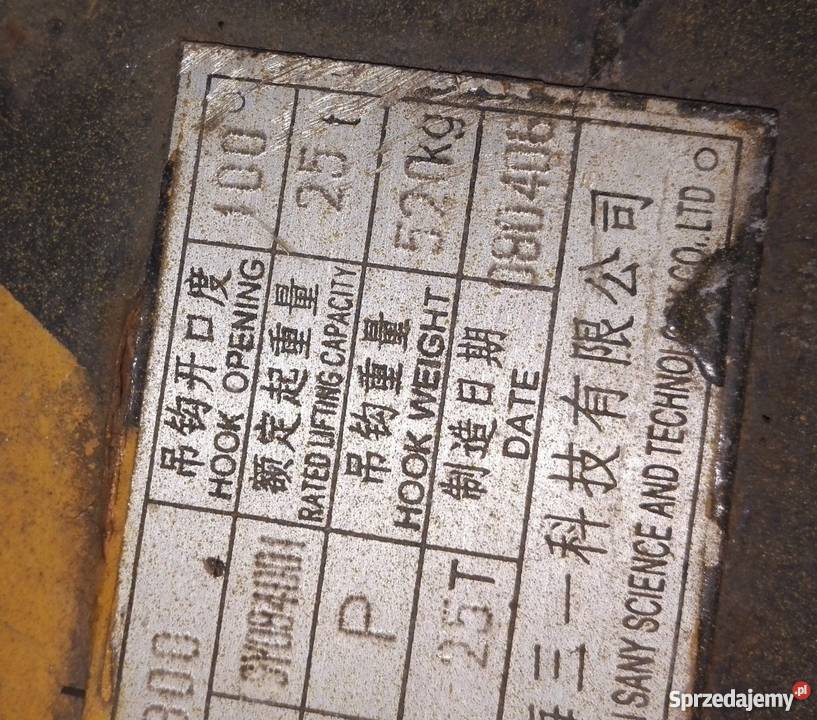 800
吊钩开口度
HOOK OPENING
100
额定起重量
RATED LIFTING CAPACITY
25 t
P
吊钩重量
HOOK WEIGHT
520kg
25T
制造日期
DATE
080406
三一科技有限公司
SANY SCIENCE AND TECHNOLOGY CO.,LTD
Sprzedajemy.pl